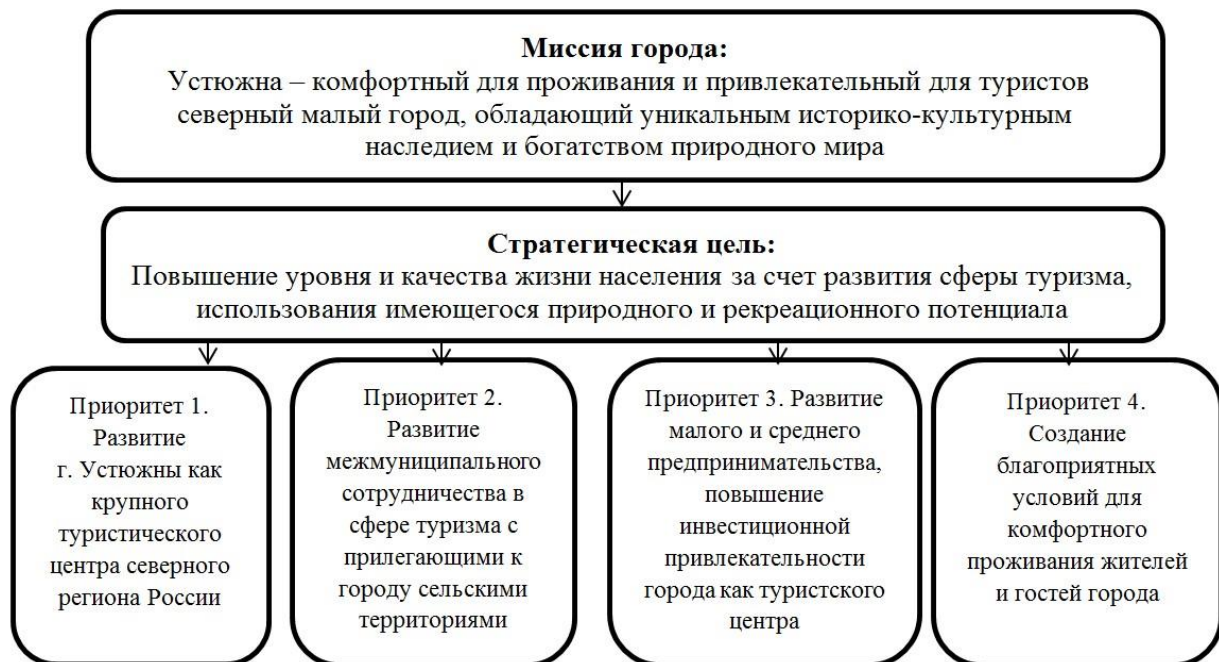 Миссия города:
Устюжна – комфортный для проживания и привлекательный для туристов
северный малый город, обладающий уникальным историко-культурным
наследием и богатством природного мира
Стратегическая цель:
Повышение уровня и качества жизни населения за счет развития сферы туризма,
использования имеющегося природного и рекреационного потенциала
Приоритет 1.
Развитие
г. Устюжны как
крупного
туристического
центра северного
региона России
Приоритет 2.
Развитие
межмуниципального
сотрудничества в
сфере туризма с
прилегающими к
городу сельскими
территориями
Приоритет 3. Развитие
малого и среднего
предпринимательства,
повышение
инвестиционной
привлекательности
города как туристского
центра
Приоритет 4.
Создание
благоприятных
условий для
комфортного
проживания жителей
и гостей города